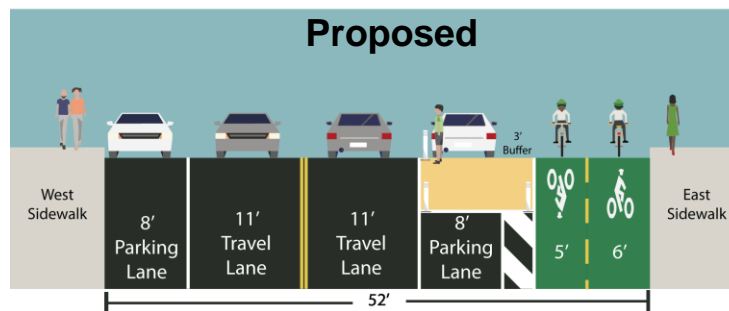 Proposed
3'
Buffer
West
Sidewalk
8'
Parking
Lane
11'
Travel
Lane
11'
Travel
Lane
8'
Parking
Lane
5'
6'
East
Sidewalk
52'